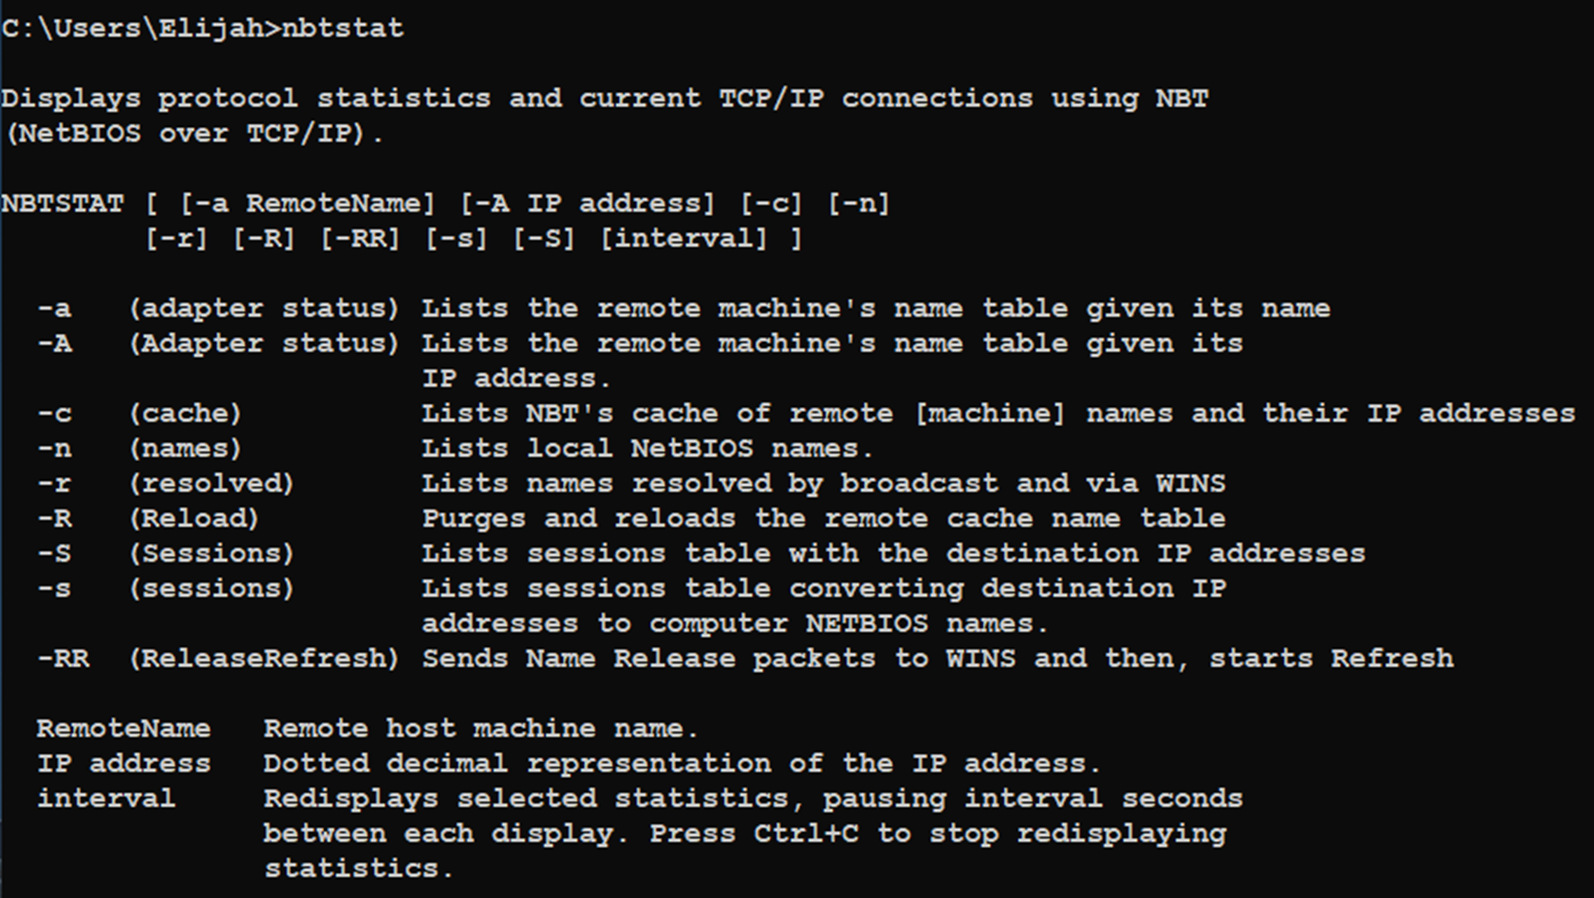 C:\Users\Elijah>nbtstat
Displays protocol statistics and current TCP/IP connections using NBT
(NetBIOS over TCP/IP).
NBTSTAT [ [-a RemoteName] [-A IP address] [-c] [-n]
[-r] [-R] [-RR] [-s] [-S] [interval] ]
-a (adapter status) Lists the remote machine's name table given its name
-A (Adapter status) Lists the remote machine's name table given its
IP address.
-c (cache) Lists NBT's cache of remote [machine] names and their IP addresses
-n (names) Lists local NetBIOS names.
-r (resolved) Lists names resolved by broadcast and via WINS
-R (Reload) Purges and reloads the remote cache name table
-S (Sessions) Lists sessions table with the destination IP addresses
-s (sessions) Lists sessions table converting destination IP
addresses to computer NETBIOS names.
-RR (ReleaseRefresh) Sends Name Release packets to WINS and then, starts Refresh
RemoteName Remote host machine name.
IP address Dotted decimal representation of the IP address.
interval Redisplays selected statistics, pausing interval seconds
between each display. Press Ctrl+C to stop redisplaying
statistics.